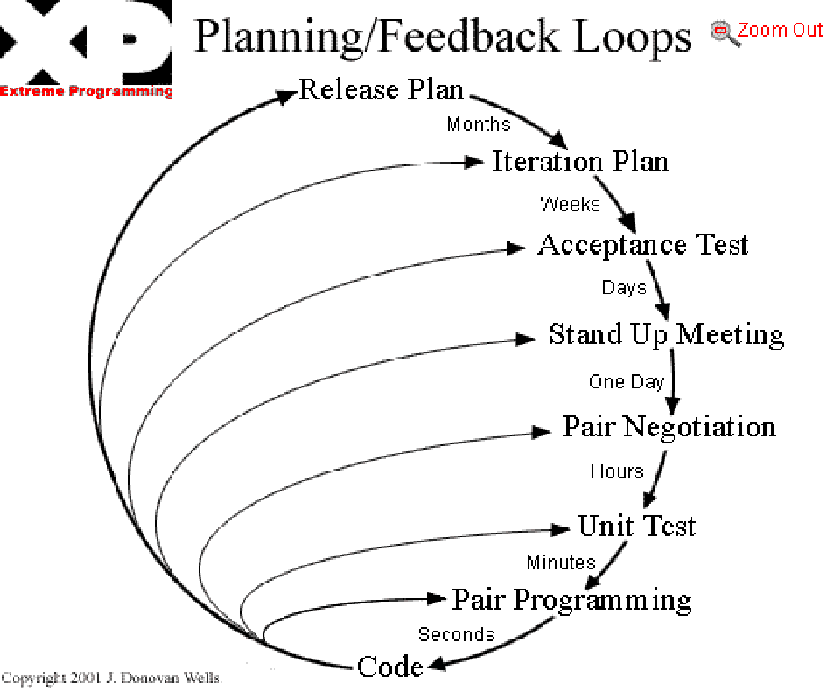 XP Planning/Feedback Loops Zoom Out
Extreme Programming
Release Plan
Months
Iteration Plan
Weeks
Acceptance Test
Days
Stand Up Meeting
One Day
Pair Negotiation
Hours
Unit Test
Minutes
Pair Programming
Seconds
Code
Copyright 2001 J. Donovan Wells